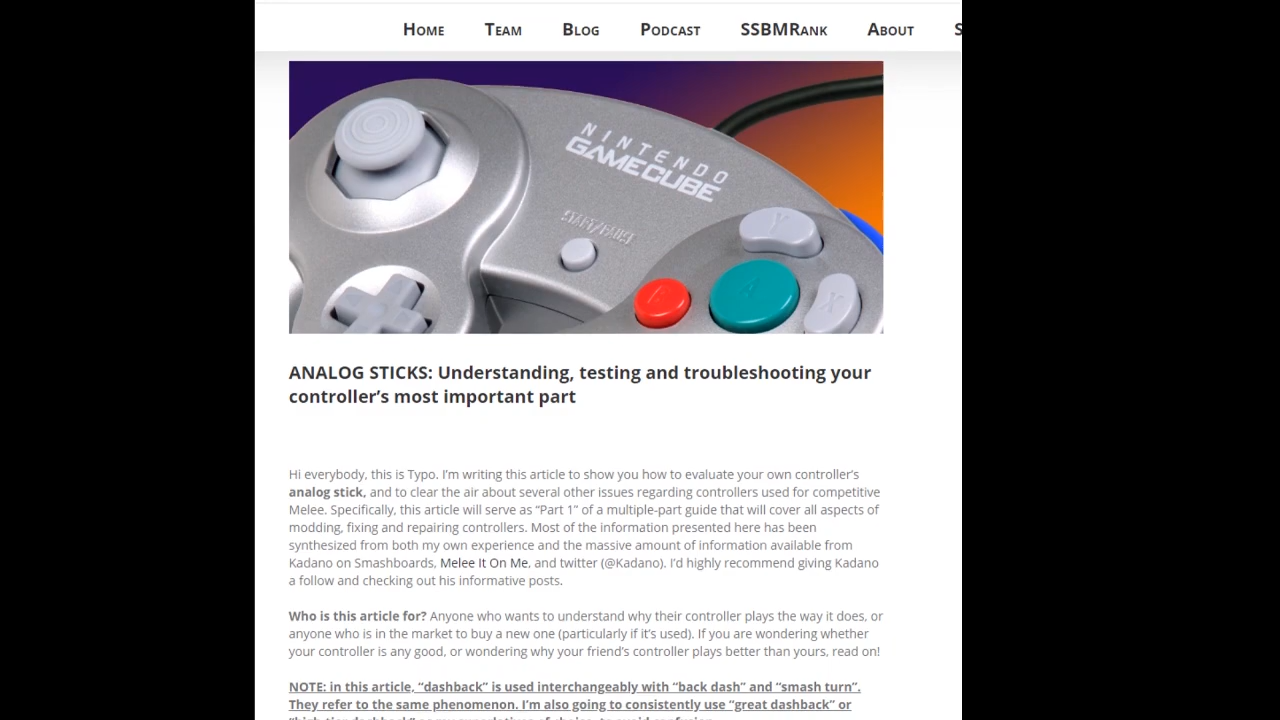 Home Team Blog Podcast SSBMRank About S
NINTENDO
GAMECUBE
START/PAUSE
Y
B A X
ANALOG STICKS: Understanding, testing and troubleshooting your
controller’s most important part
Hi everybody, this is Typo. I’m writing this article to show you how to evaluate your own controller’s
analog stick, and to clear the air about several other issues regarding controllers used for competitive
Melee. Specifically, this article will serve as “Part 1” of a multiple-part guide that will cover all aspects of
modding, fixing and repairing controllers. Most of the information presented here has been
synthesized from both my own experience and the massive amount of information available from
Kadano on Smashboards, Melee It On Me, and twitter (@Kadano). I’d highly recommend giving Kadano
a follow and checking out his informative posts.
Who is this article for? Anyone who wants to understand why their controller plays the way it does, or
anyone who is in the market to buy a new one (particularly if it’s used). If you are wondering whether
your controller is any good, or wondering why your friend’s controller plays better than yours, read on!
NOTE: in this article, “dashback” is used interchangeably with “back dash” and “smash turn”.
They refer to the same phenomenon. I’m also going to consistently use “great dashback” or